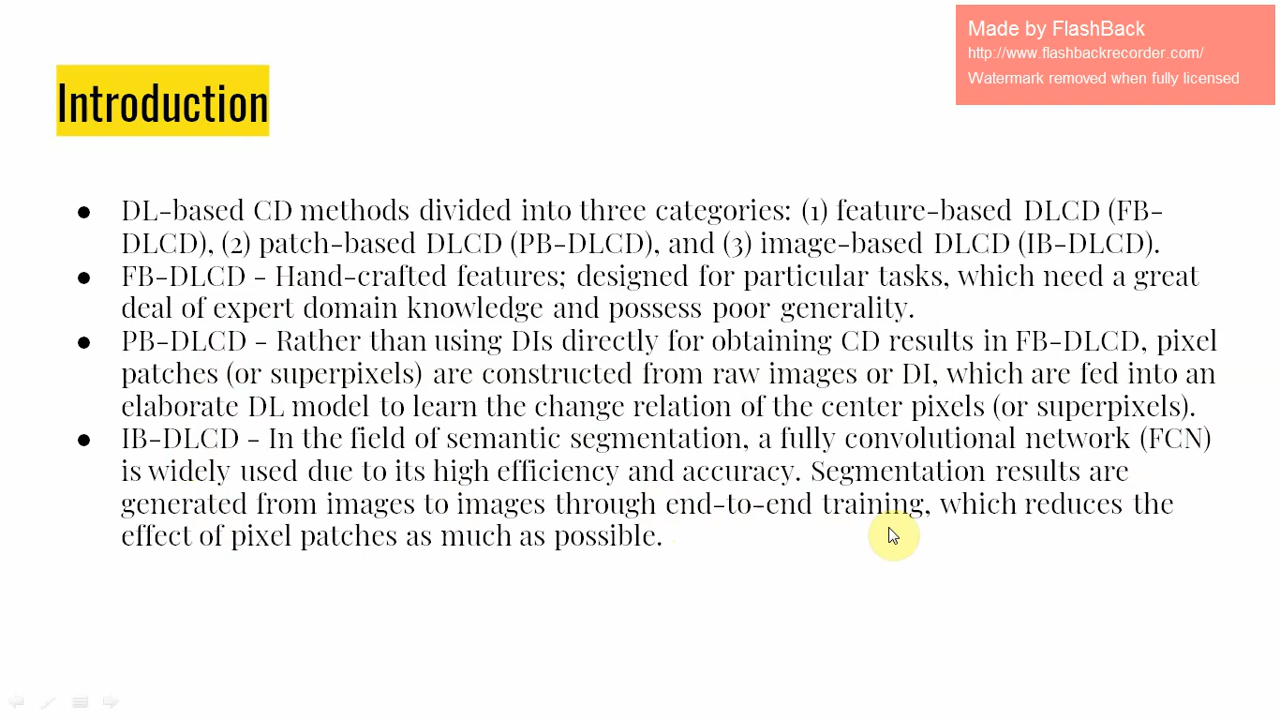 Made by FlashBack
http://www.flashbackrecorder.com/
Watermark removed when fully licensed
Introduction
● DL-based CD methods divided into three categories: (1) feature-based DLCD (FB-
DLCD), (2) patch-based DLCD (PB-DLCD), and (3) image-based DLCD (IB-DLCD).
● FB-DLCD - Hand-crafted features; designed for particular tasks, which need a great
deal of expert domain knowledge and possess poor generality.
● PB-DLCD - Rather than using DIs directly for obtaining CD results in FB-DLCD, pixel
patches (or superpixels) are constructed from raw images or DI, which are fed into an
elaborate DL model to learn the change relation of the center pixels (or superpixels).
● IB-DLCD - In the field of semantic segmentation, a fully convolutional network (FCN)
is widely used due to its high efficiency and accuracy. Segmentation results are
generated from images to images through end-to-end training, which reduces the
effect of pixel patches as much as possible.